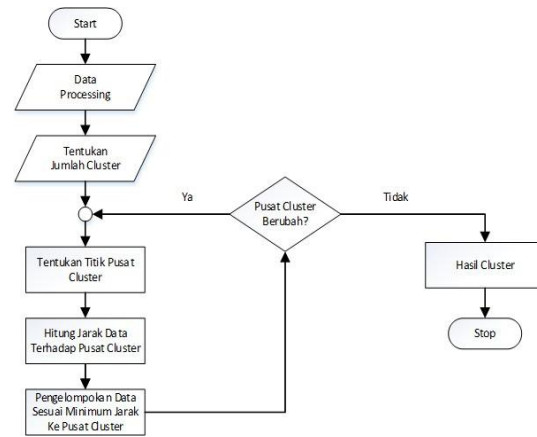 Start
Data
Processing
Tentukan
Jumlah Cluster
Ya
Pusat Cluster
Berubah?
Tidak
Tentukan Titik Pusat
Cluster
Hasil Cluster
Hitung Jarak Data
Terhadap Pusat Cluster
Stop
Pengelompokan Data
Sesuai Minimum Jarak
Ke Pusat Cluster